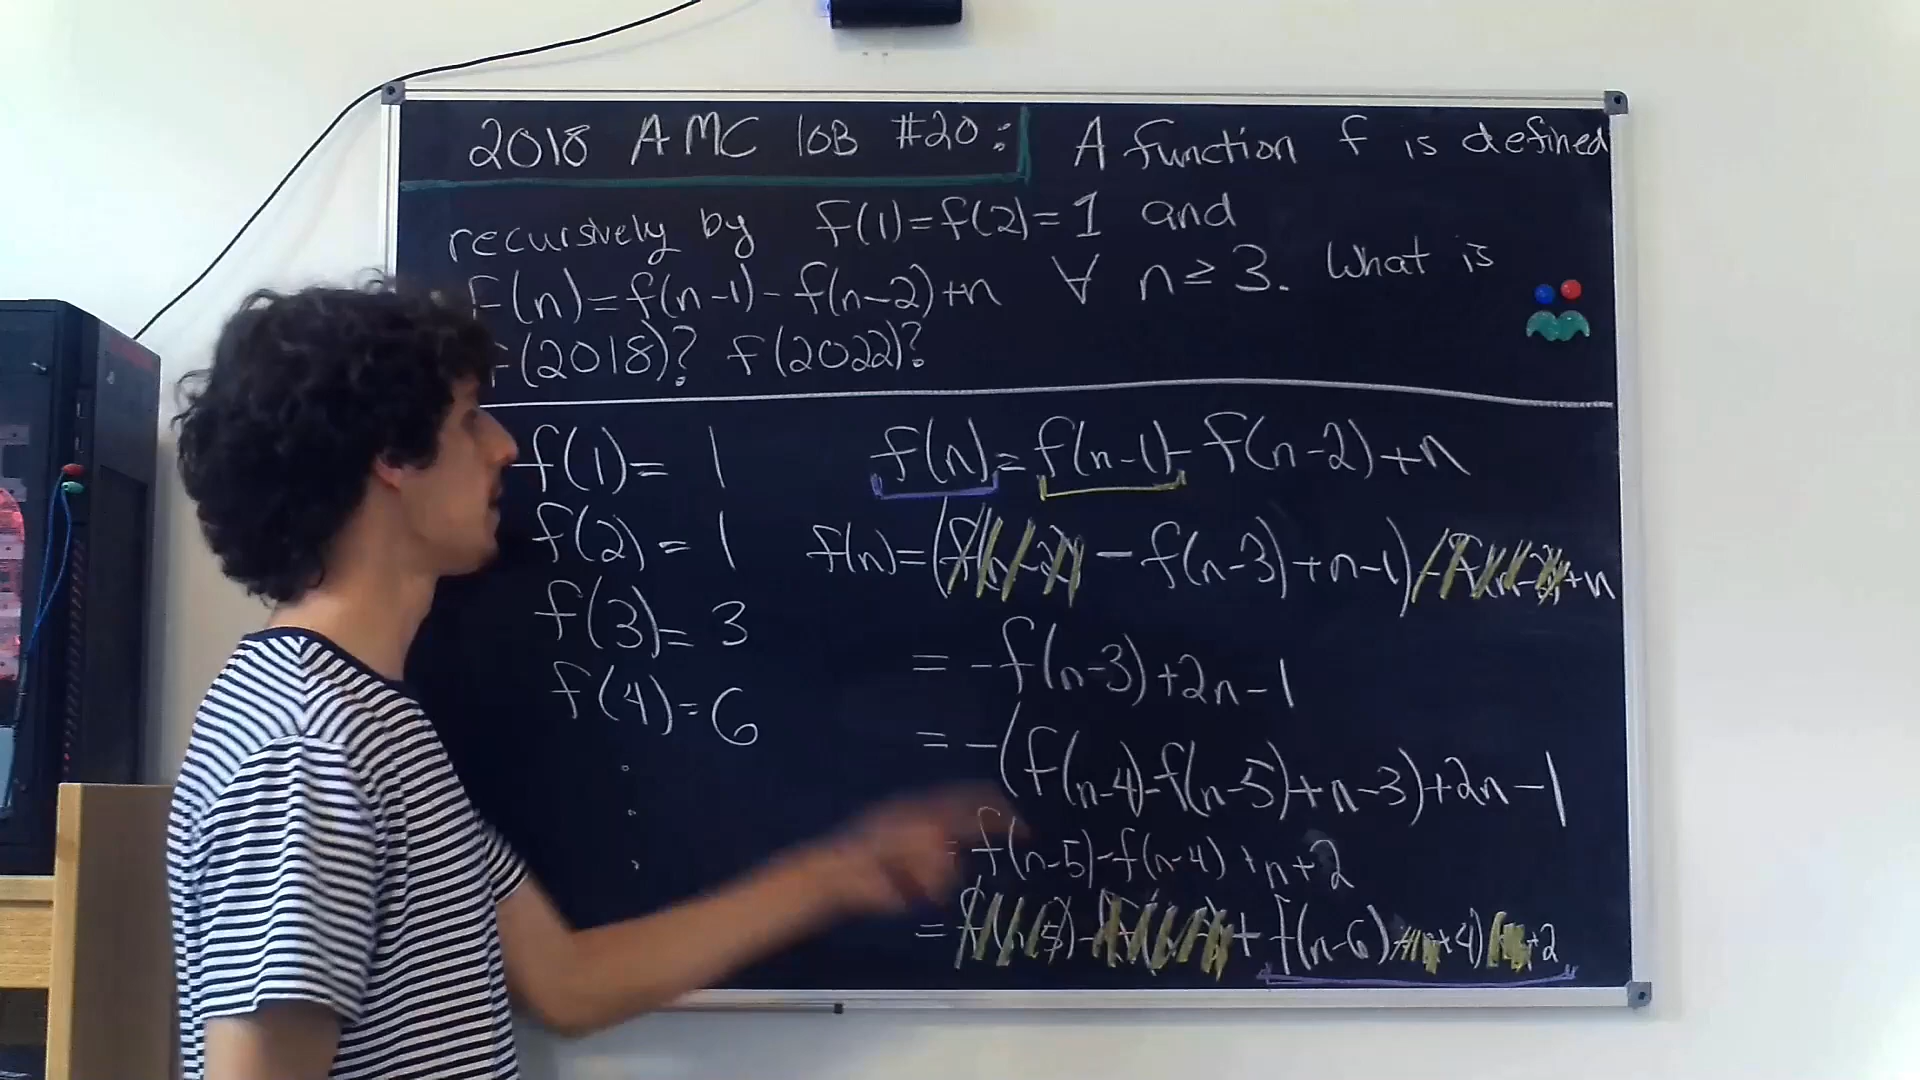 2018 AMC 10B #20: A function f is defined
recursively by f(1)=f(2)=1 and
f(n)=f(n-1)-f(n-2)+n ∀ n≥3. What is
f(2018)? f(2022)?
f(1)= 1
f(2)= 1
f(3)= 3
f(4)=6
f(n)=f(n-1)-f(n-2)+n
f(n)=(f(n-2)-f(n-3)+n-1)-f(n-2)+n
=-f(n-3)+2n-1
=-(f(n-4)-f(n-5)+n-3)+2n-1
=f(n-5)-f(n-4)+n+2
+f(n-6)
+2